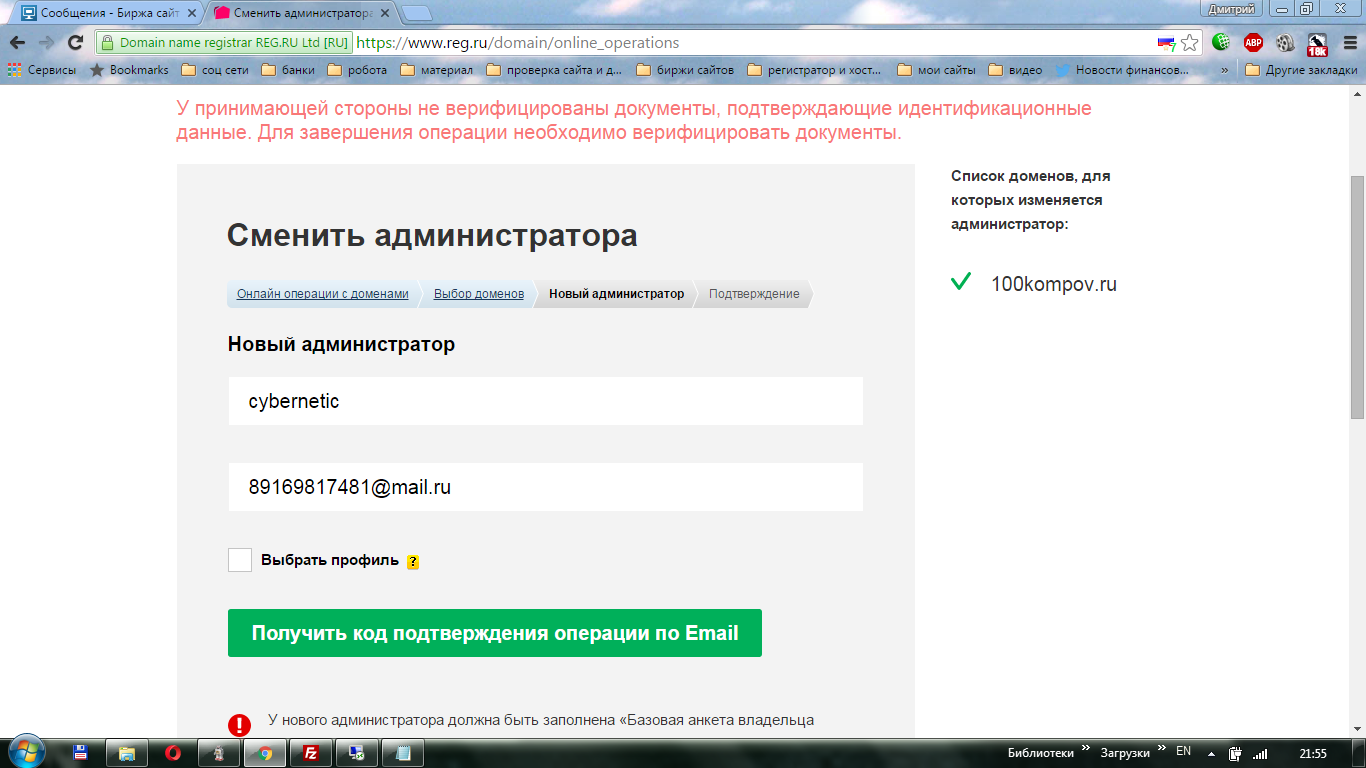 Сообщения - Биржа сайт
Сменить администратора
Дмитрий
Domain name registrar REG.RU Ltd [RU]
https://www.reg.ru/domain/online_operations
7
ABP
18k
Сервисы
Bookmarks
соц сети
банки
робота
материал
проверка сайта и д...
биржи сайтов
регистратор и хост...
мои сайты
видео
Новости финансов...
»
Другие закладки
У принимающей стороны не верифицированы документы, подтверждающие идентификационные
данные. Для завершения операции необходимо верифицировать документы.
Сменить администратора
Онлайн операции с доменами
Выбор доменов
Новый администратор
Подтверждение
Новый администратор
cybernetic
89169817481@mail.ru
Выбрать профиль ?
Получить код подтверждения операции по Email
! У нового администратора должна быть заполнена «Базовая анкета владельца
Список доменов, для
которых изменяется
администратор:
100kompov.ru
Fz
Библиотеки »
Загрузки »
EN
21:55